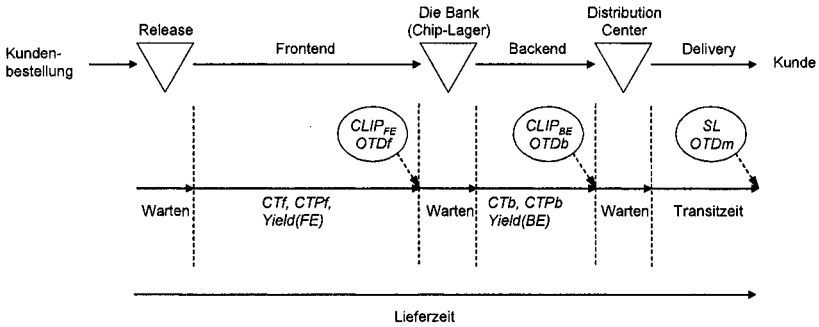 Kunden-
bestellung
Release
Frontend
Die Bank
(Chip-Lager)
Backend
Distribution
Center
Delivery
Kunde
CLIP_FE
OTDf
CLIP_BE
OTDb
SL
OTDm
Warten
CTf, CTPf,
Yield(FE)
Warten
CTb, CTPb
Yield(BE)
Warten
Transitzeit
Lieferzeit